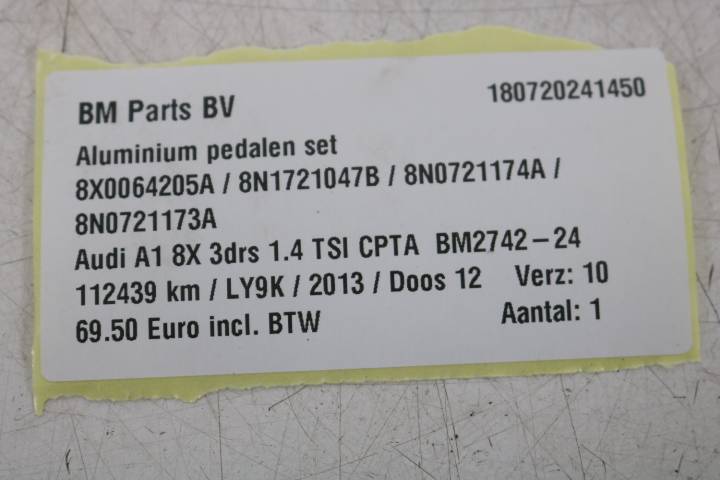 BM Parts BV 180720241450
Aluminium pedalen set
8X0064205A / 8N1721047B / 8N0721174A /
8N0721173A
Audi A1 8X 3drs 1.4 TSI CPTA BM2742-24
112439 km / LY9K / 2013 / Doos 12 Verz: 10
69.50 Euro incl. BTW Aantal: 1